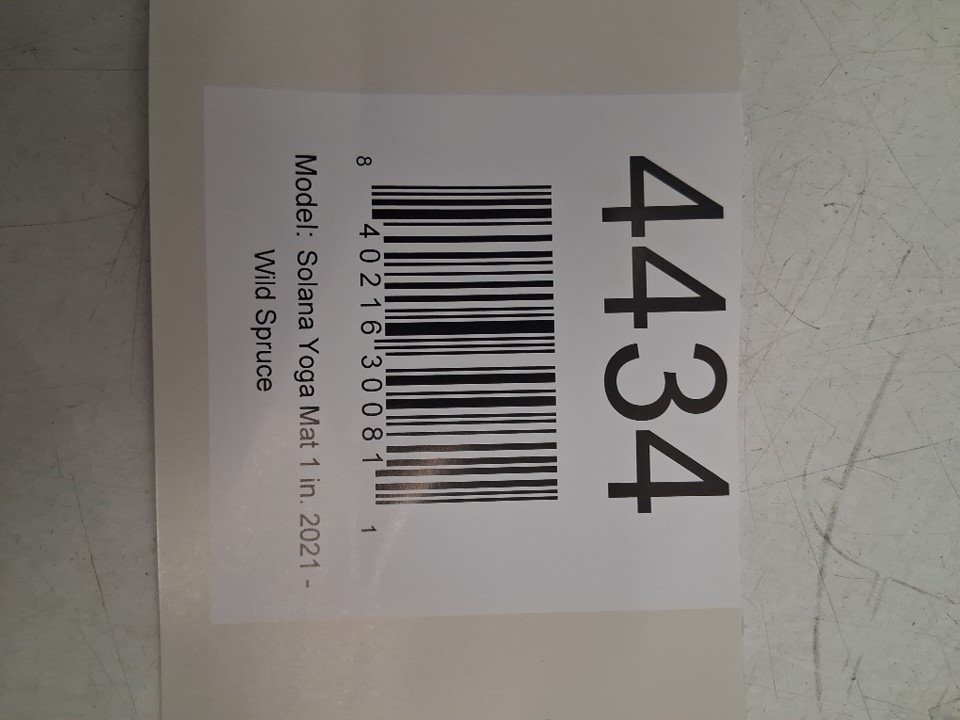 4434
8 40216 30081 1
Model: Solana Yoga Mat 1 in. 2021 -
Wild Spruce